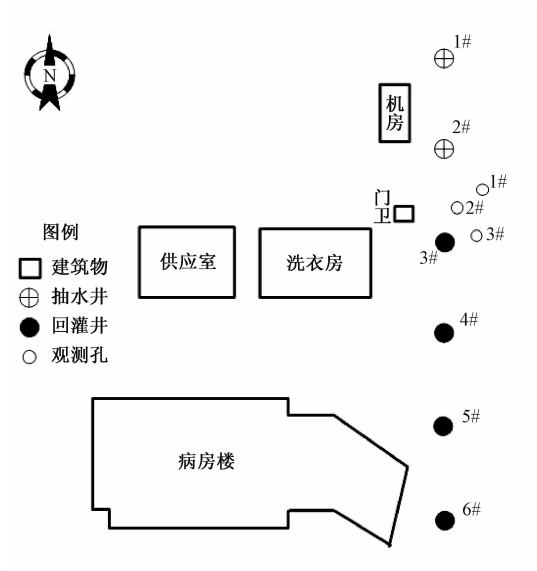 1#
N
机房
2#
1#
门卫
2#
3#
3#
图例
建筑物
抽水井
回灌井
观测孔
供应室
洗衣房
4#
5#
病房楼
6#